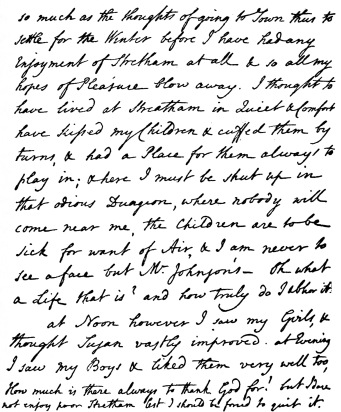 so much as the thoughts of going to Town thus to
settle for the Winter before I have had any
Enjoyment of Stretham at all & so all my
hopes of Pleasure blow away. I thought to
have lived at Streatham in Quiet & Comfort
have kissed my Children & cuffed them by
turns, & had a Place for them always to
play in; & here I must be shut up in
that odious Dungeon, where nobody will
come near me, the Children are to be
sick for want of Air, & I am never to
see a face but Mr. Johnson's— Oh what
a Life that is! and how truly do I abhor it.
at Noon however I saw my Girls, &
thought Susan vastly improved. at Evening
I saw my Boys & liked them very well too,
How much is there always to thank God for! but I dare
not enjoy poor Stretham lest I should be forced to quit it